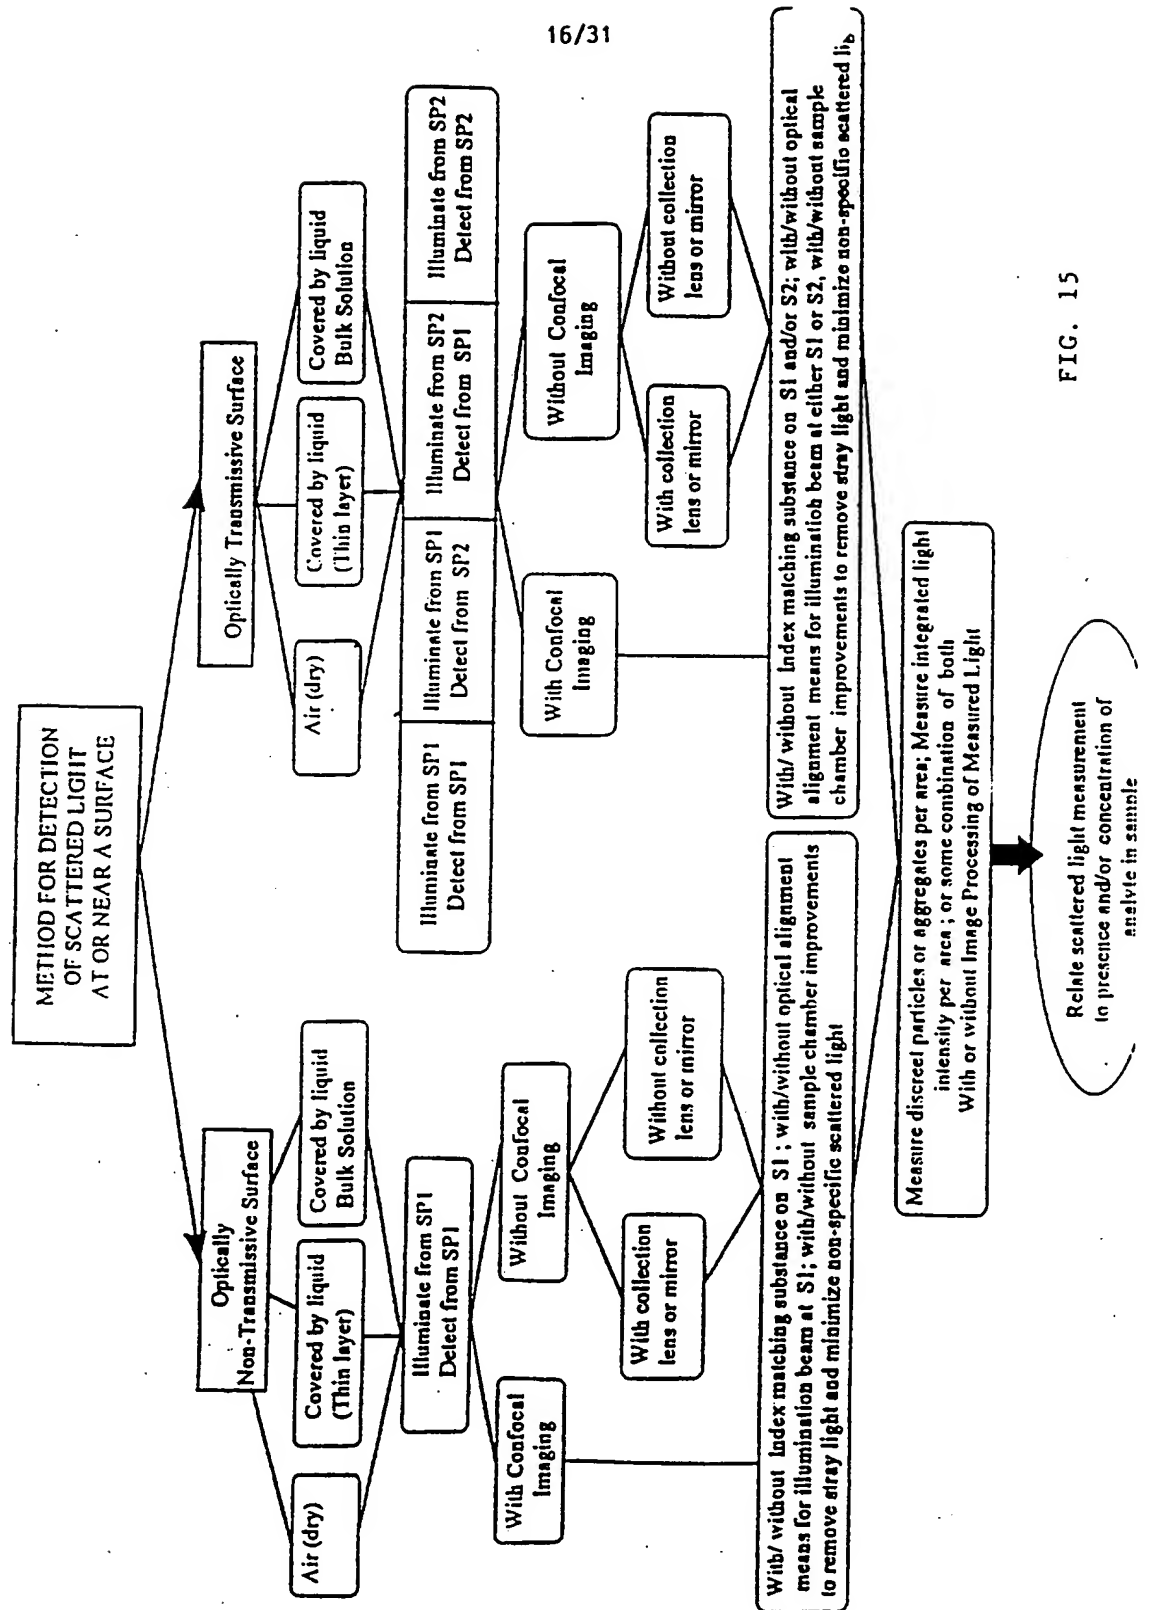 16/31
METHOD FOR DETECTION
OF SCATTERED LIGHT
AT OR NEAR A SURFACE
Optically
Non-Transmissive Surface
Optically Transmissive Surface
Air (dry)
Covered by liquid
(Thin layer)
Covered by liquid
Bulk Solution
Air (dry)
Covered by liquid
(Thin layer)
Covered by liquid
Bulk Solution
Illuminate from SP1
Detect from SP1
Illuminate from SP1
Detect from SP1
Illuminate from SP1
Detect from SP2
Illuminate from SP2
Detect from SP1
Illuminate from SP2
Detect from SP2
With Confocal
Imaging
Without Confocal
Imaging
With Confocal
Imaging
Without Confocal
Imaging
With collection
lens or mirror
Without collection
lens or mirror
With collection
lens or mirror
Without collection
lens or mirror
With/ without Index matching substance on S1; with/without optical alignment
means for illumination beam at S1; with/without sample chamber improvements
to remove stray light and minimize non-specific scattered light
With/ without Index matching substance on S1 and/or S2; with/without optical
alignment means for illumination beam at either S1 or S2, with/without sample
chamber improvements to remove stray light and minimize non-specific scattered
Measure discreet particles or aggregates per area; Measure integrated light
intensity per area; or some combination of both
With or without Image Processing of Measured Light
Relate scattered light measurement
to presence and/or concentration of
analyte in sample
FIG. 15